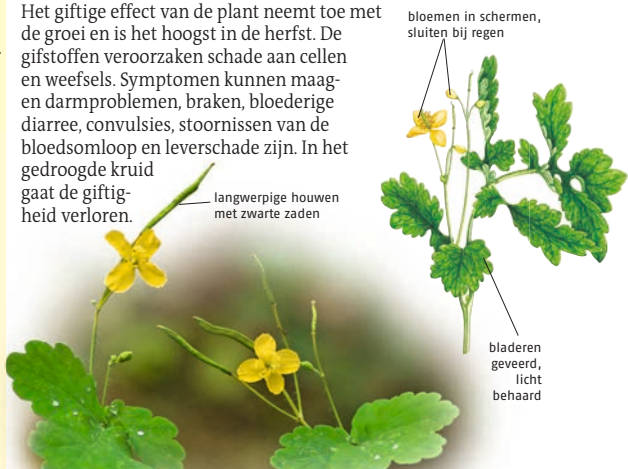 Het giftige effect van de plant neemt toe met
de groei en is het hoogst in de herfst. De
gifstoffen veroorzaken schade aan cellen
en weefsels. Symptomen kunnen maag-
en darmproblemen, braken, bloederige
diarree, convulsies, stoornissen van de
bloedsomloop en leverschade zijn. In het
gedroogde kruid
gaat de giftig-
heid verloren.
langwerpige houwen
met zwarte zaden
bloemen in schermen,
sluiten bij regen
bladeren
geveerd,
licht
behaard